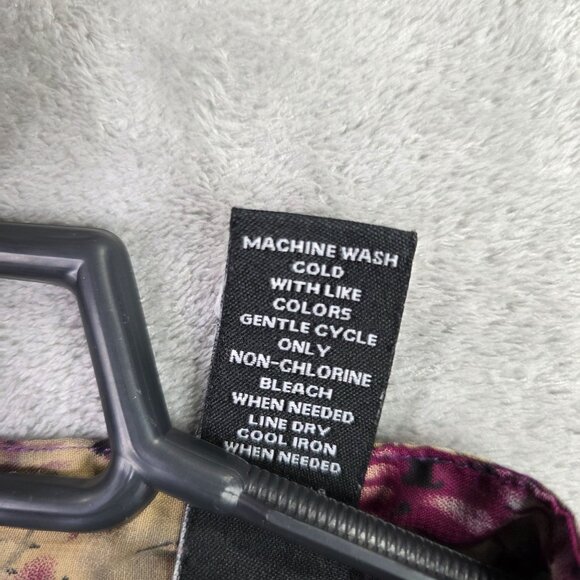 MACHINE WASH
COLD
WITH LIKE
COLORS
GENTLE CYCLE
ONLY
NON-CHLORINE
BLEACH
WHEN NEEDED
LINE DRY
COOL IRON
WHEN NEEDED